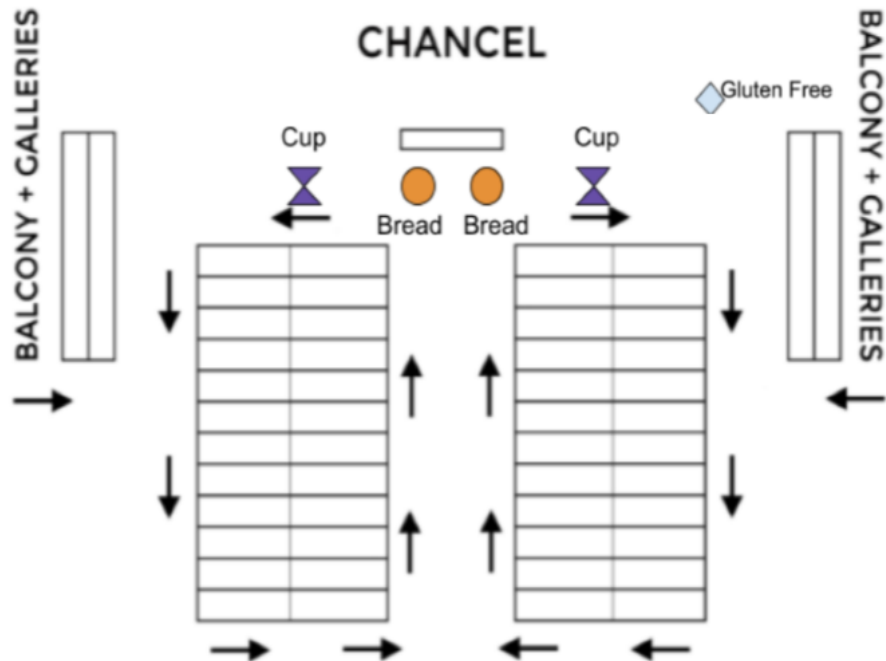 BALCONY + GALLERIES
CHANCEL
BALCONY + GALLERIES
Gluten Free
Cup
Cup
Bread
Bread